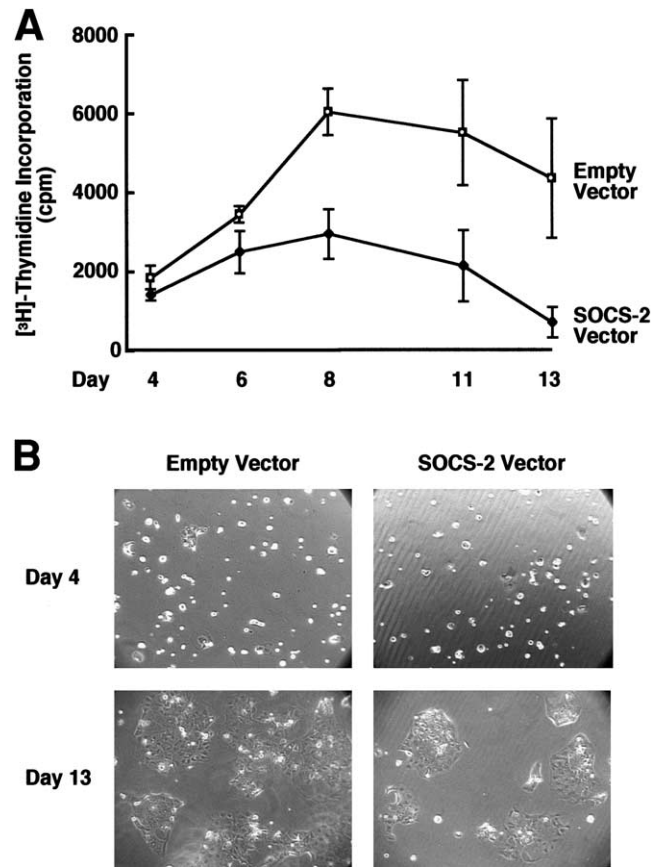 A
[³H]-Thymidine Incorporation
(cpm)
8000
6000
4000
2000
0
Empty
Vector
SOCS-2
Vector
Day 4 6 8 11 13
B
Empty Vector SOCS-2 Vector
Day 4
Day 13